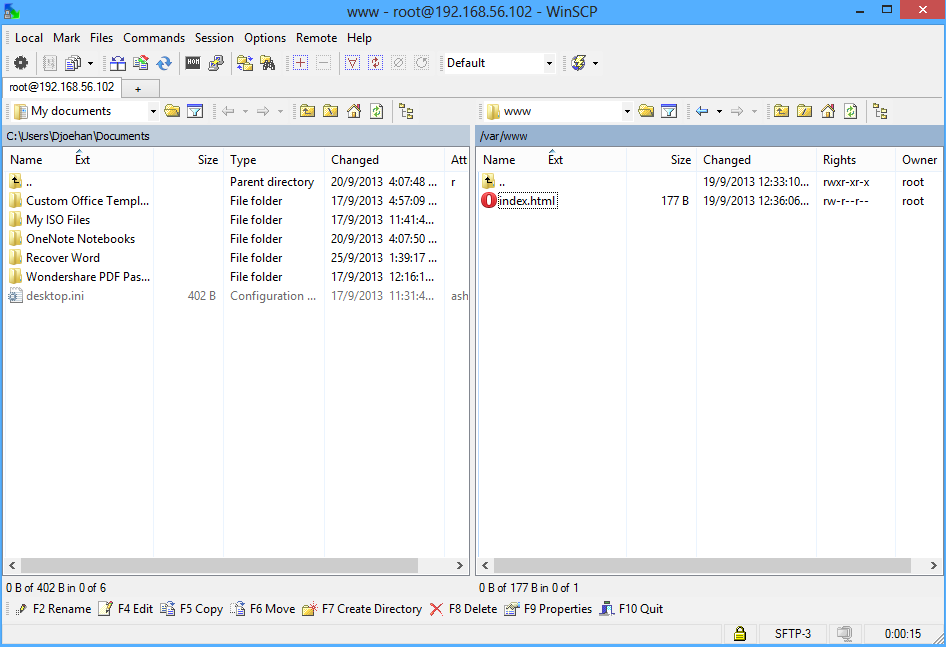 www - root@192.168.56.102 - WinSCP
Local Mark Files Commands Session Options Remote Help
Default
root@192.168.56.102 +
My documents www
C:\Users\Djoehan\Documents /var/www
Name Ext Size Type Changed Att Name Ext Size Changed Rights Owner
.. Parent directory 20/9/2013 4:07:48 ... r .. 19/9/2013 12:33:10... rwxr-xr-x root
Custom Office Templ... File folder 17/9/2013 4:57:09 ... index.html 177 B 19/9/2013 12:36:06... rw-r--r-- root
My ISO Files File folder 17/9/2013 11:41:4...
OneNote Notebooks File folder 20/9/2013 4:07:50 ...
Recover Word File folder 25/9/2013 1:39:17 ...
Wondershare PDF Pas... File folder 17/9/2013 12:16:1...
desktop.ini 402 B Configuration ... 17/9/2013 11:31:4... ash
0 B of 402 B in 0 of 6 0 B of 177 B in 0 of 1
F2 Rename F4 Edit F5 Copy F6 Move F7 Create Directory F8 Delete F9 Properties F10 Quit
SFTP-3 0:00:15